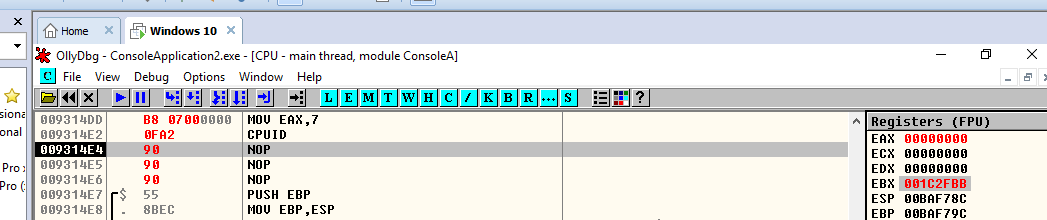 Home × Windows 10 ×
OllyDbg - ConsoleApplication2.exe - [CPU - main thread, module ConsoleA]
C File View Debug Options Window Help
L E M T W H C / K B R ... S ?
009314DD B8 07000000 MOV EAX,7 Registers (FPU)
009314E2 0FA2 CPUID EAX 00000000
009314E4 90 NOP ECX 00000000
009314E5 90 NOP EDX 00000000
009314E6 90 NOP EBX 001C2FBB
009314E7 $ 55 PUSH EBP ESP 00BAF78C
009314E8 . 8BEC MOV EBP,ESP EBP 00BAF79C
onal
Pro
Pro (